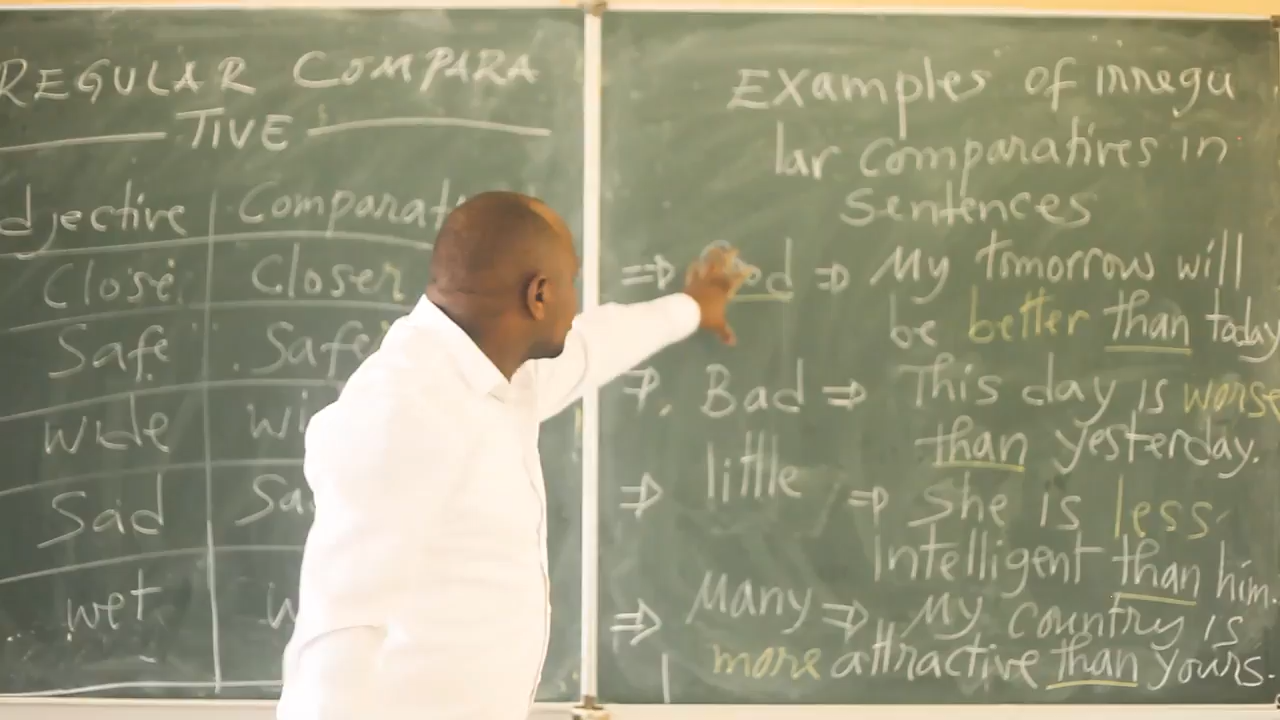 REGULAR COMPARA
TIVE
djective Comparati
Close Closer
Safe Safe
Wide wi
Sad Sa
wet w
Examples of irregu
lar comparatives in
Sentences
⇒ od ⇒ My tomorrow will
be better than today
⇒. Bad ⇒ This day is worse
than yesterday.
⇒ little ⇒ She is less
intelligent than him.
⇒ Many ⇒ My Country is
more attractive than yours.